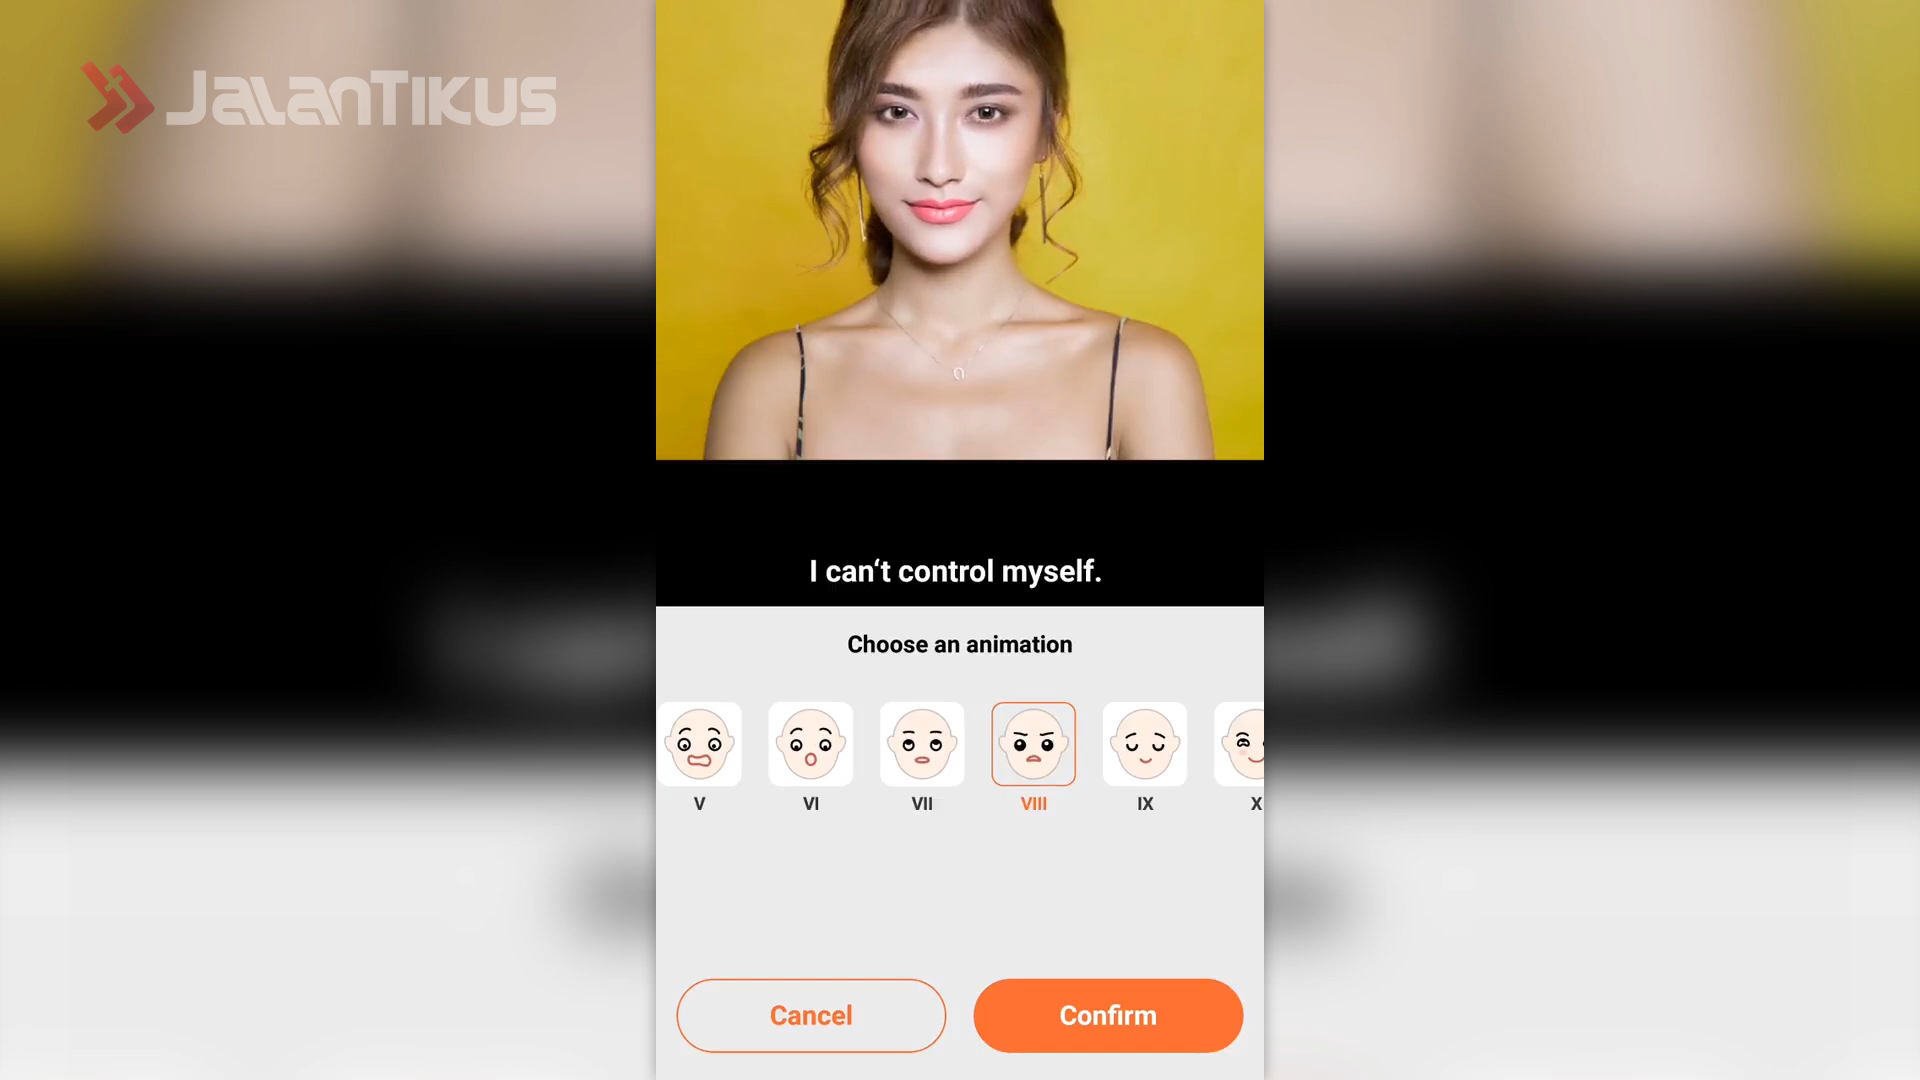 JALANTIKUS
I can‘t control myself.
Choose an animation
V VI VII VIII IX X
Cancel Confirm